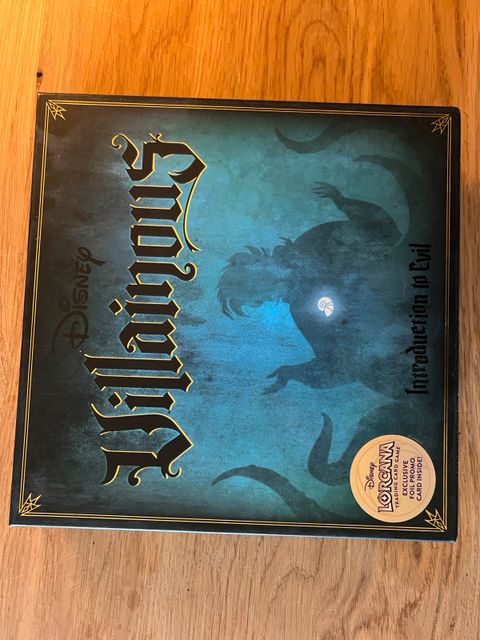 Disney
Villainous
Introduction to Evil
Disney
LORCANA
TRADING CARD GAME
EXCLUSIVE
FOIL PROMO
CARD INSIDE!